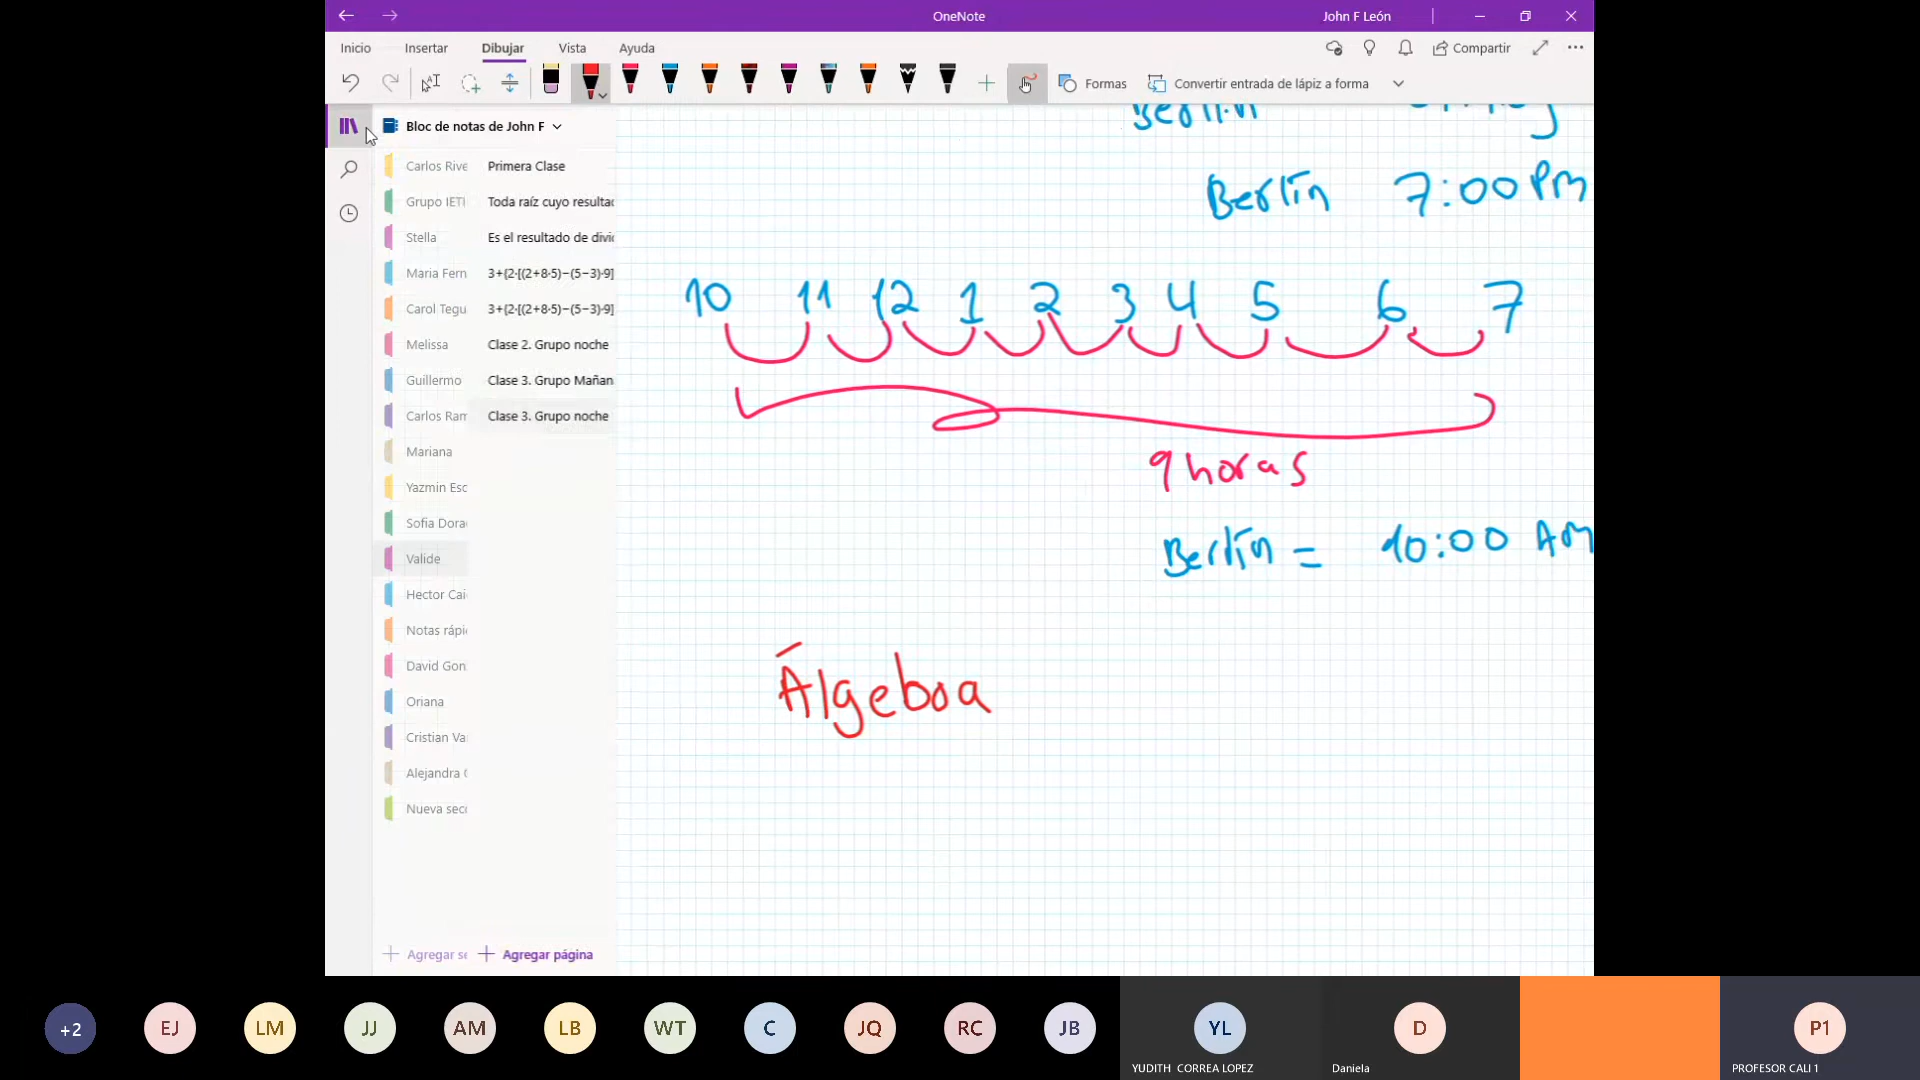 OneNote
John F León
Inicio Insertar Dibujar Vista Ayuda Compartir
Formas Convertir entrada de lápiz a forma
Bloc de notas de John F
Carlos Rive
Grupo IETI
Stella
Maria Fern
Carol Tegu
Melissa
Guillermo
Carlos Ram
Mariana
Yazmin Esc
Sofia Dora
Valide
Hector Cai
Notas rápi
David Gon
Oriana
Cristian Va
Alejandra
Nueva secc
Agregar se
Primera Clase
Toda raíz cuyo resultad
Es el resultado de divi
3+{2·[(2+8·5)−(5−3)·9]
3+{2·[(2+8·5)−(5−3)·9]
Clase 2. Grupo noche
Clase 3. Grupo Mañan
Clase 3. Grupo noche
Agregar página
Berlín
Berlín 7:00 PM
10 11 12 1 2 3 4 5 6 7
9 horas
Berlín = 10:00 AM
Álgebra
+2 EJ LM JJ AM LB WT C JQ RC JB YL D P1
YUDITH CORREA LOPEZ Daniela PROFESOR CALI 1